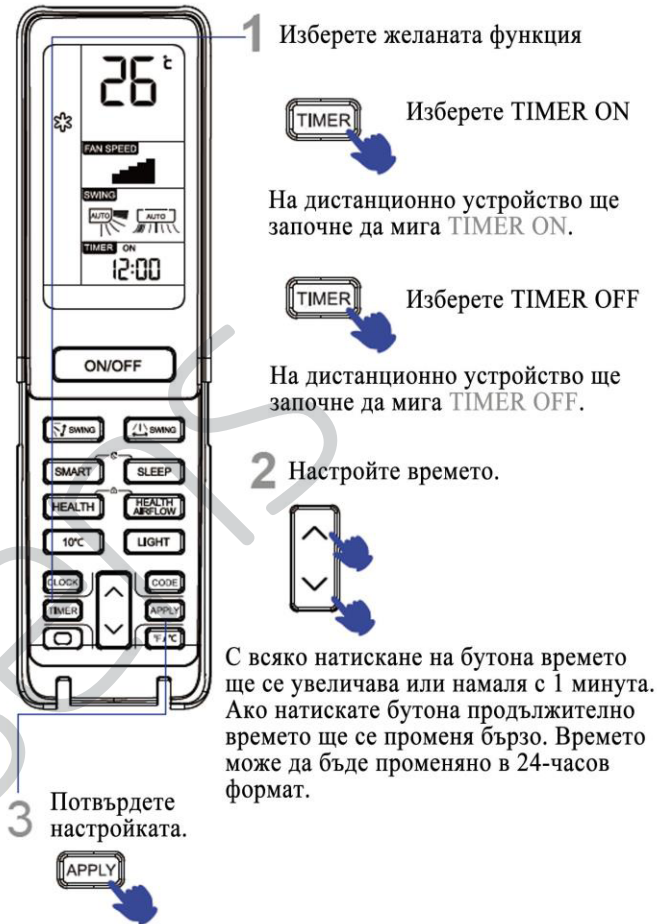 1 Изберете желаната функция
26 °c
FAN SPEED
SWING
AUTO AUTO
TIMER ON
12:00
ON/OFF
SWING SWING
SMART SLEEP
HEALTH HEALTH AIRFLOW
10°C LIGHT
CLOCK CODE
TIMER APPLY
°F/°C
TIMER Изберете TIMER ON
На дистанционно устройство ще
започне да мига TIMER ON.
TIMER Изберете TIMER OFF
На дистанционно устройство ще
започне да мига TIMER OFF.
2 Настройте времето.
С всяко натискане на бутона времето
ще се увеличава или намаля с 1 минута.
Ако натискате бутона продължително
времето ще се променя бързо. Времето
може да бъде променяно в 24-часов
формат.
3 Потвърдете
настройката.
APPLY